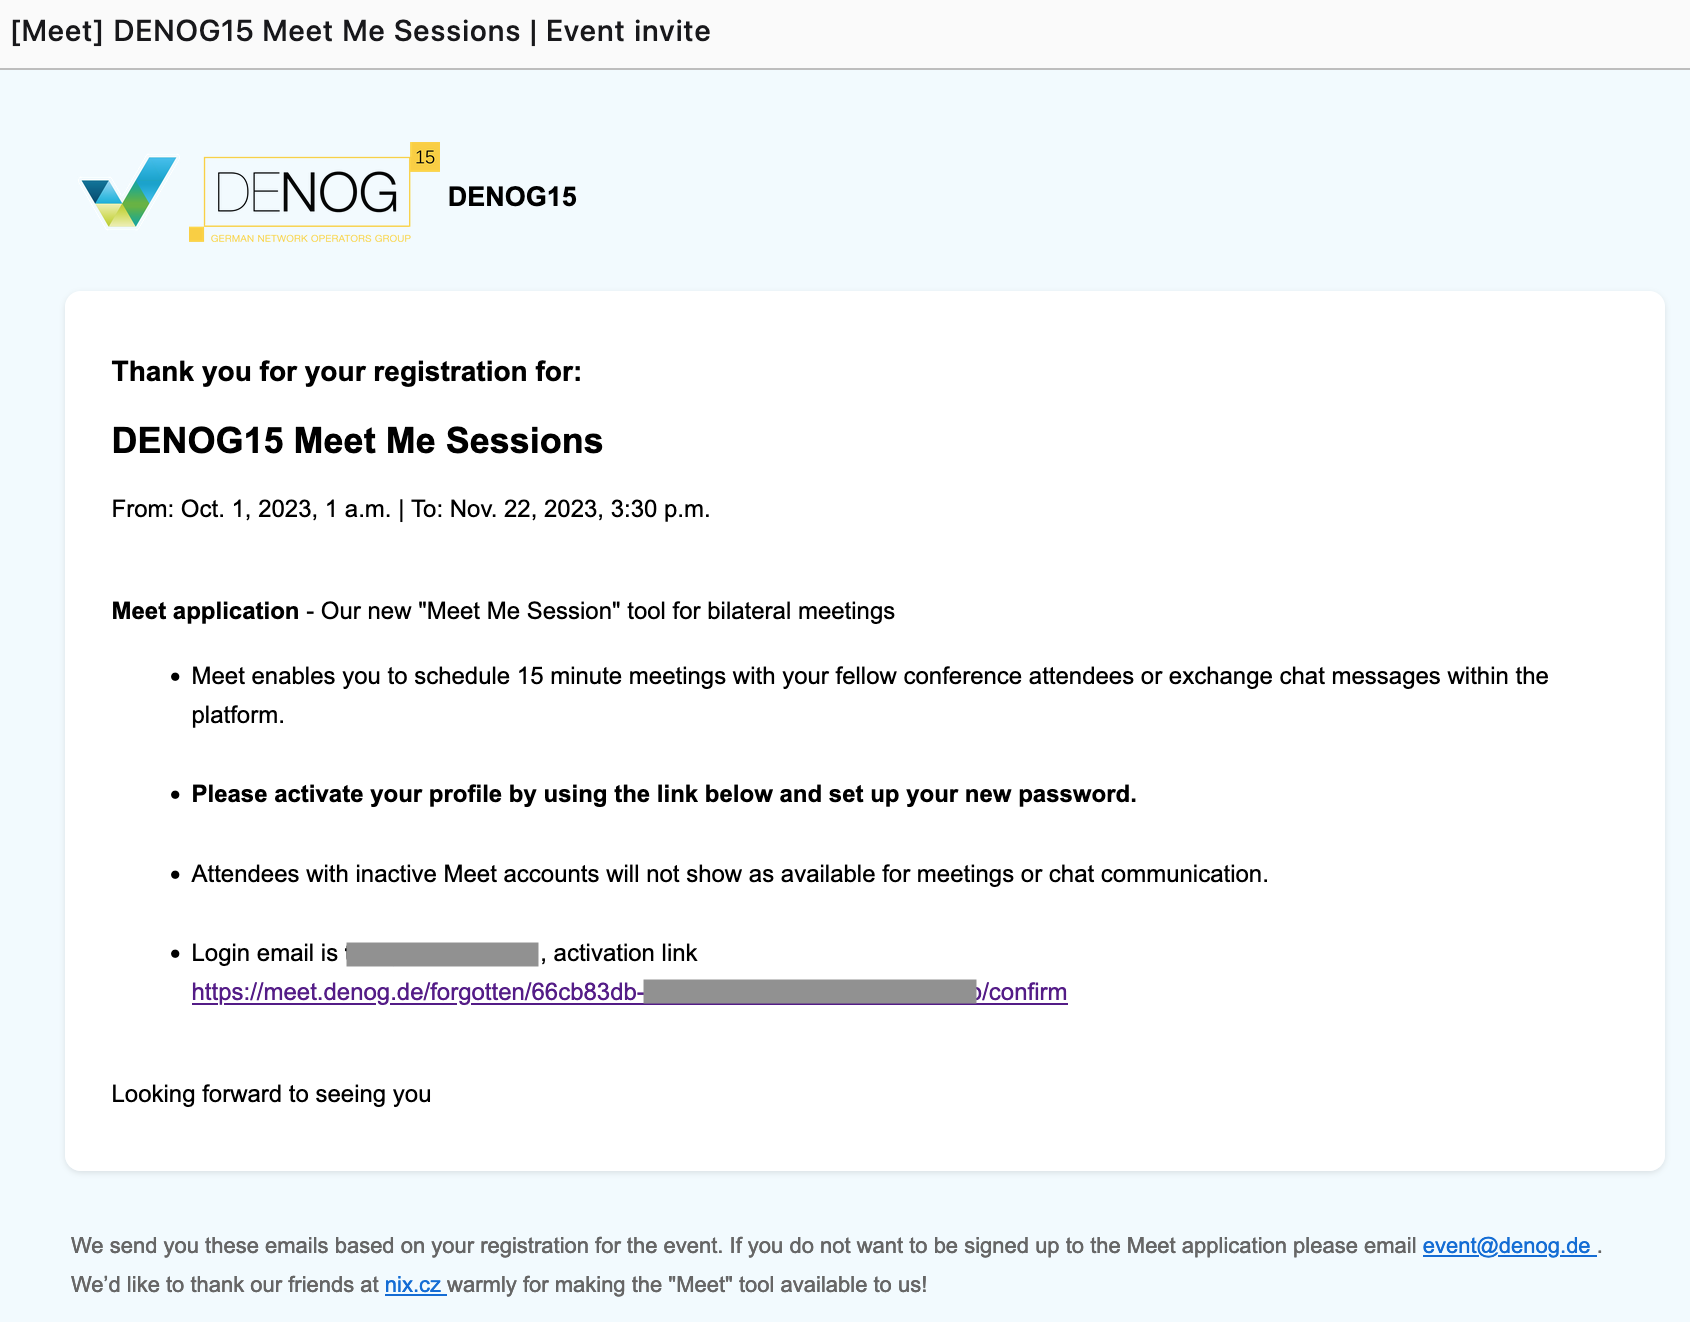 [Meet] DENOG15 Meet Me Sessions | Event invite
15
DENOG
GERMAN NETWORK OPERATORS GROUP
DENOG15
Thank you for your registration for:
DENOG15 Meet Me Sessions
From: Oct. 1, 2023, 1 a.m. | To: Nov. 22, 2023, 3:30 p.m.
Meet application - Our new "Meet Me Session" tool for bilateral meetings
• Meet enables you to schedule 15 minute meetings with your fellow conference attendees or exchange chat messages within the
platform.
• Please activate your profile by using the link below and set up your new password.
• Attendees with inactive Meet accounts will not show as available for meetings or chat communication.
• Login email is , activation link
https://meet.denog.de/forgotten/66cb83db- /confirm
Looking forward to seeing you
We send you these emails based on your registration for the event. If you do not want to be signed up to the Meet application please email event@denog.de .
We’d like to thank our friends at nix.cz warmly for making the "Meet" tool available to us!